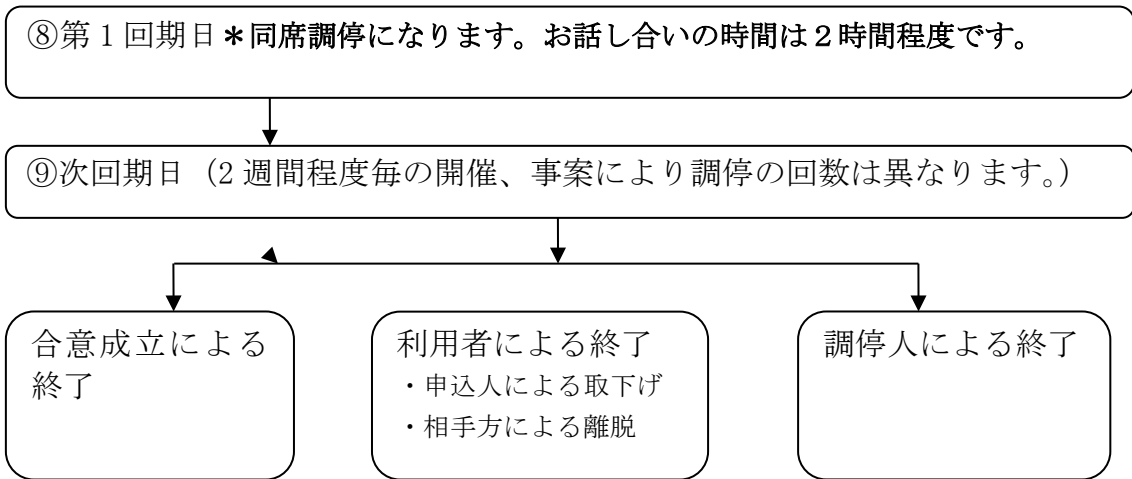 ⑧第１回期日＊同席調停になります。お話し合いの時間は２時間程度です。
⑨次回期日（2 週間程度毎の開催、事案により調停の回数は異なります。）
合意成立による
終了
利用者による終了
・申込人による取下げ
・相手方による離脱
調停人による終了